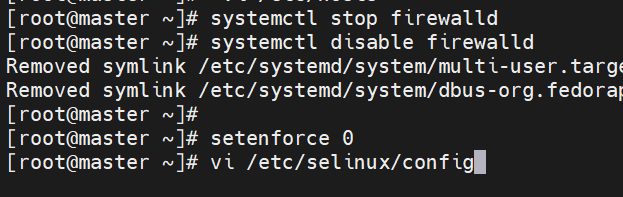 [root@master ~]# systemctl stop firewalld
[root@master ~]# systemctl disable firewalld
Removed symlink /etc/systemd/system/multi-user.targe
Removed symlink /etc/systemd/system/dbus-org.fedorap
[root@master ~]#
[root@master ~]# setenforce 0
[root@master ~]# vi /etc/selinux/config